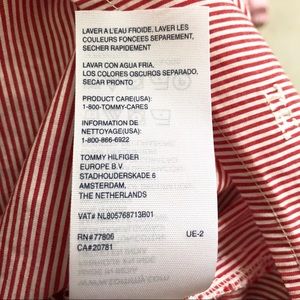 LAVER A L'EAU FROIDE, LAVER LES
COULEURS FONCEES SEPAREMENT,
SECHER RAPIDEMENT
LAVAR CON AGUA FRIA,
LOS COLORES OSCUROS SEPARADO,
SECAR PRONTO
PRODUCT CARE(USA):
1-800-TOMMY-CARES
INFORMATION DE
NETTOYAGE(USA):
1-800-866-6922
TOMMY HILFIGER
EUROPE B.V.
STADHOUDERSKADE 6
AMSTERDAM,
THE NETHERLANDS
VAT# NL805768713B01
RN#77806 UE-2
CA#20781